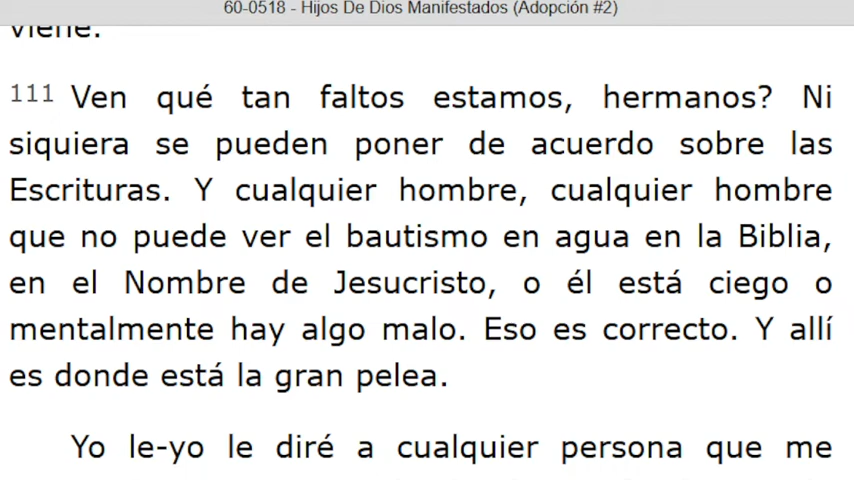 60-0518 - Hijos De Dios Manifestados (Adopción #2)
viene.
111 Ven qué tan faltos estamos, hermanos? Ni
siquiera se pueden poner de acuerdo sobre las
Escrituras. Y cualquier hombre, cualquier hombre
que no puede ver el bautismo en agua en la Biblia,
en el Nombre de Jesucristo, o él está ciego o
mentalmente hay algo malo. Eso es correcto. Y allí
es donde está la gran pelea.
Yo le-yo le diré a cualquier persona que me